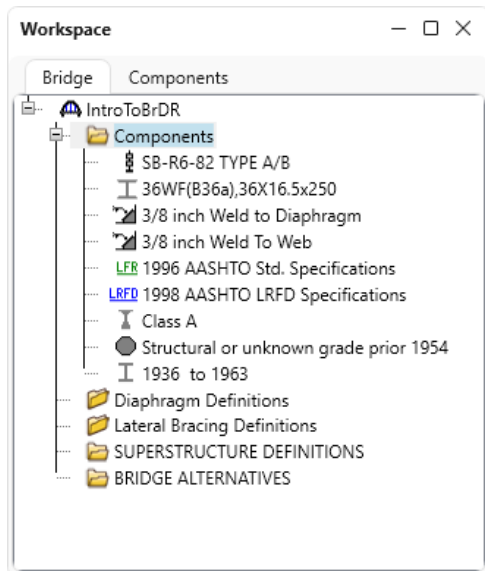 Workspace
Bridge Components
IntroToBrDR
Components
SB-R6-82 TYPE A/B
36WF(B36a),36X16.5x250
3/8 inch Weld to Diaphragm
3/8 inch Weld To Web
LFR 1996 AASHTO Std. Specifications
LRFD 1998 AASHTO LRFD Specifications
Class A
Structural or unknown grade prior 1954
1936 to 1963
Diaphragm Definitions
Lateral Bracing Definitions
SUPERSTRUCTURE DEFINITIONS
BRIDGE ALTERNATIVES